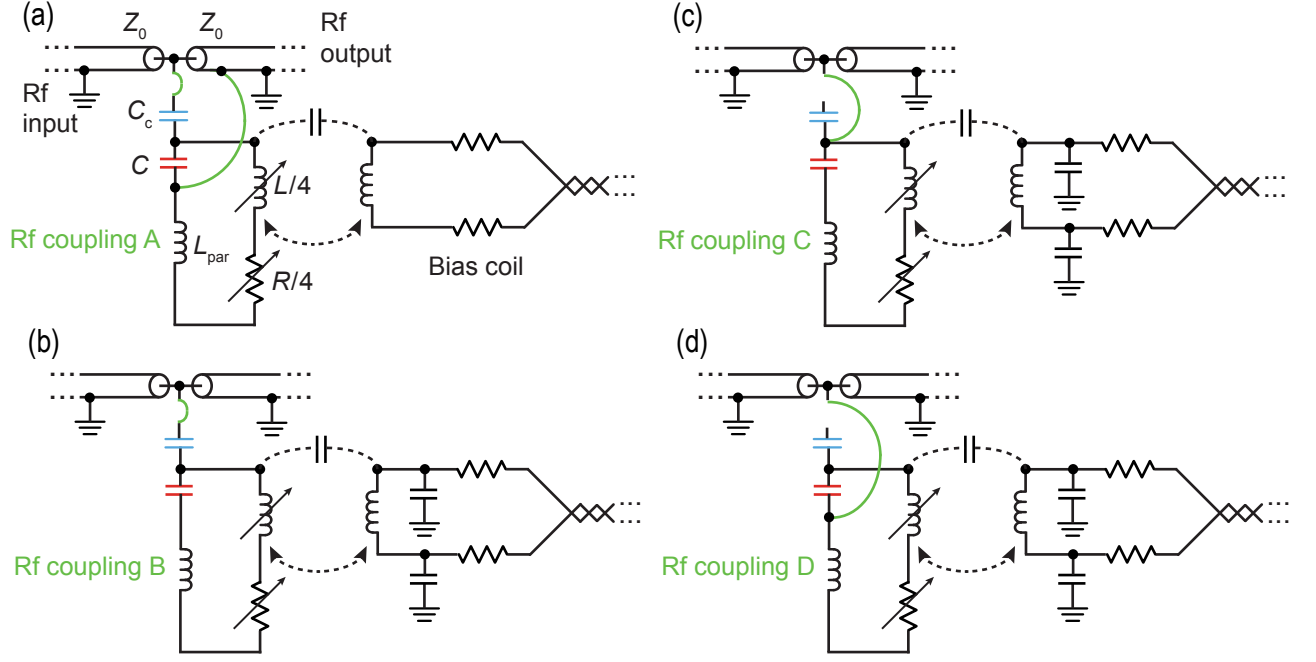 (a)
Z0
Z0
Rf
output
Rf
input
Cc
C
L/4
Rf coupling A
Lpar
R/4
Bias coil
(c)
Rf coupling C
(b)
Rf coupling B
(d)
Rf coupling D